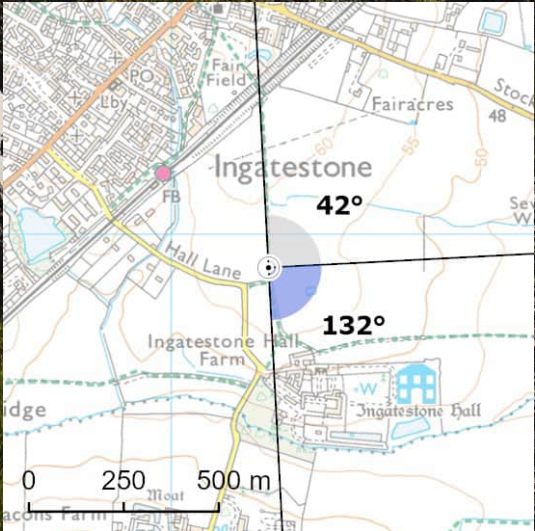 PO
Lby
Fair
Field
Fairacres
Stock
48
60
55
50
Ingatestone
FB
42°
Hall Lane
132°
Ingatestone Hall
Farm
W
Ingatestone Hall
idge
0 250 500 m
Moat
acons Farm